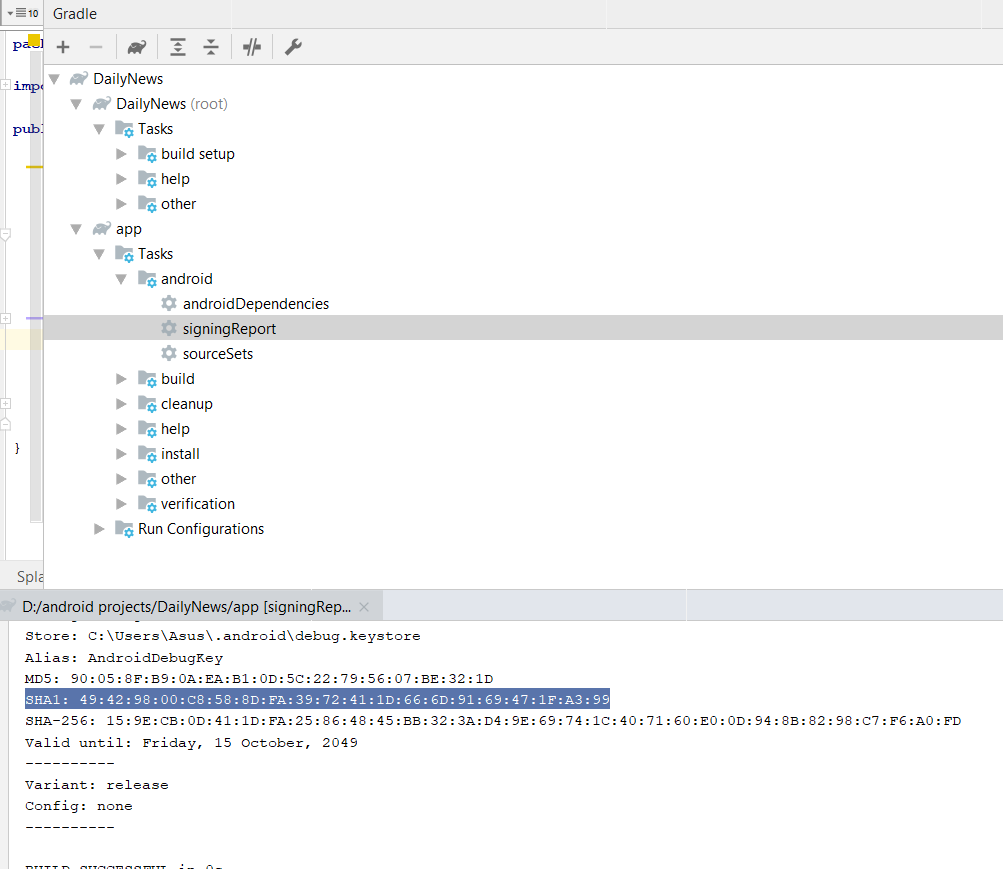 10
Gradle
DailyNews
DailyNews (root)
Tasks
build setup
help
other
app
Tasks
android
androidDependencies
signingReport
sourceSets
build
cleanup
help
install
other
verification
Run Configurations
}
D:/android projects/DailyNews/app [signingRep...
Store: C:\Users\Asus\.android\debug.keystore
Alias: AndroidDebugKey
MD5: 90:05:8F:B9:0A:EA:B1:0D:5C:22:79:56:07:BE:32:1D
SHA1: 49:42:98:00:C8:58:8D:FA:39:72:41:1D:66:6D:91:69:47:1F:A3:99
SHA-256: 15:9E:CB:0D:41:1D:FA:25:86:48:45:BB:32:3A:D4:9E:69:74:1C:40:71:60:E0:0D:94:8B:82:98:C7:F6:A0:FD
Valid until: Friday, 15 October, 2049
----------
Variant: release
Config: none
----------
BUILD SUCCESSFUL in 0s